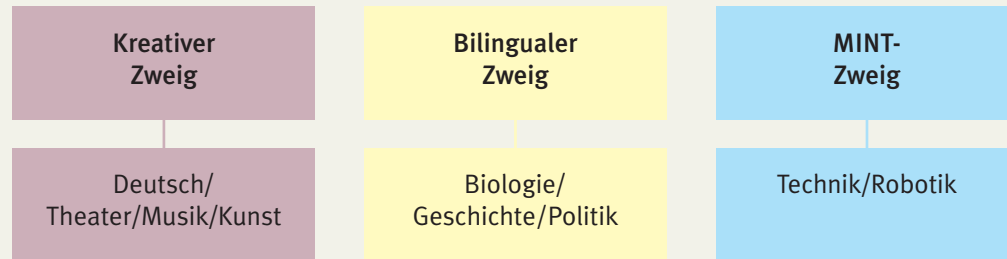 Kreativer
Zweig
Bilingualer
Zweig
MINT-
Zweig
Deutsch/
Theater/Musik/Kunst
Biologie/
Geschichte/Politik
Technik/Robotik